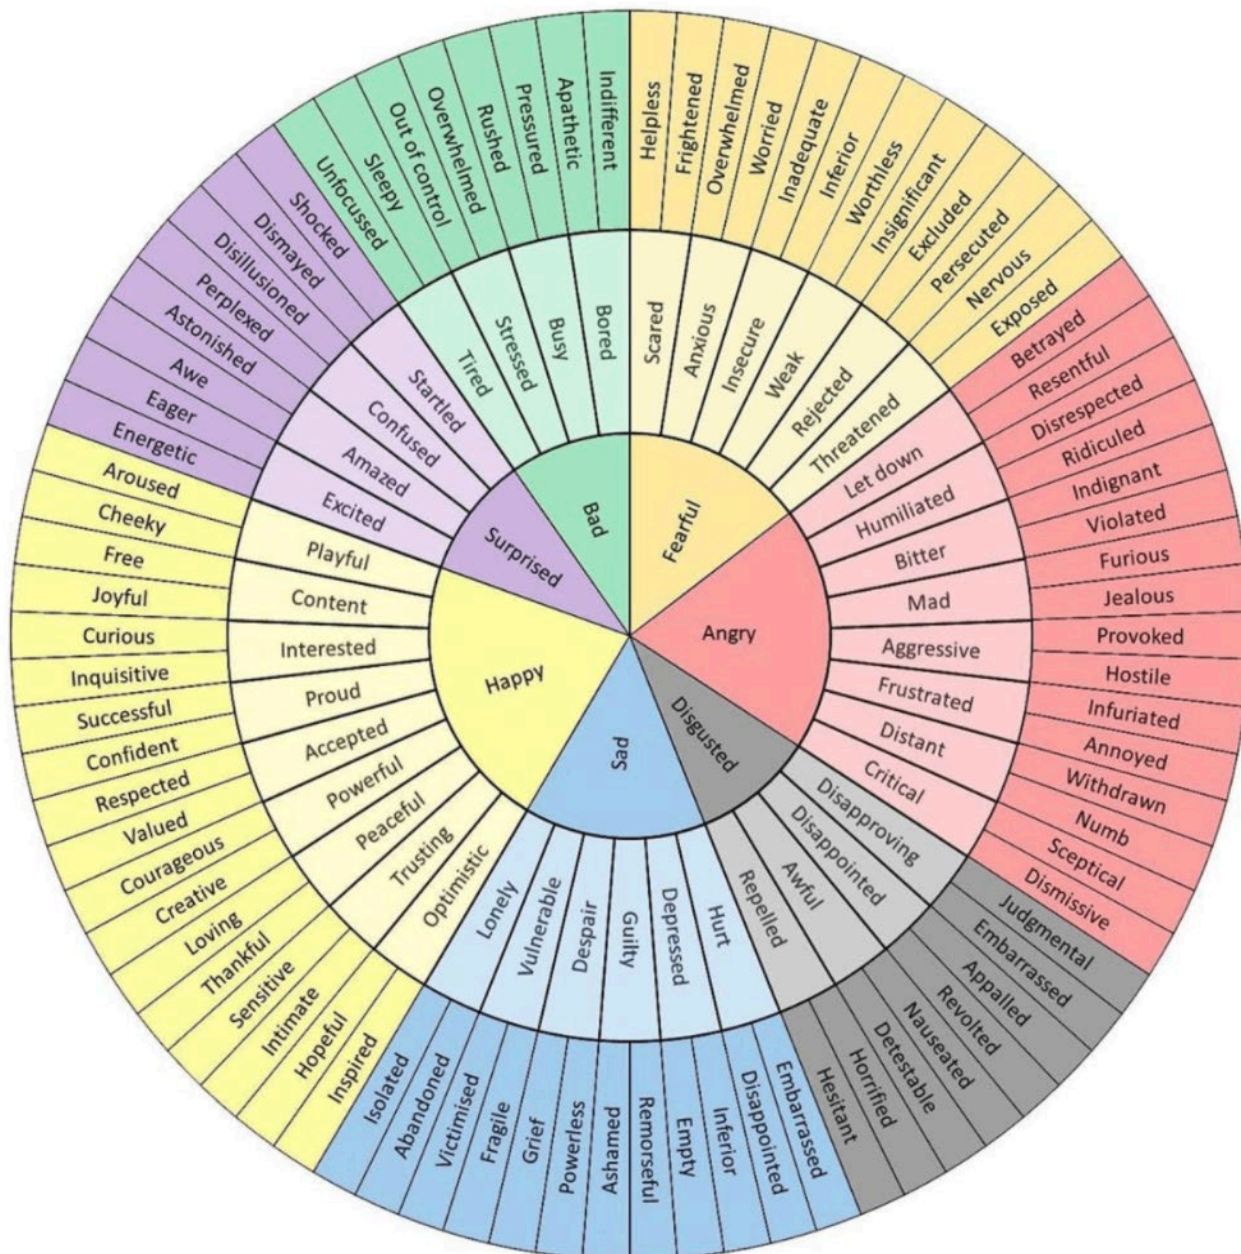 Fearful
Angry
Disgusted
Sad
Happy
Surprised
Bad
Scared
Anxious
Insecure
Weak
Rejected
Threatened
Let down
Humiliated
Bitter
Mad
Aggressive
Frustrated
Distant
Critical
Disapproving
Disappointed
Awful
Repelled
Hurt
Depressed
Guilty
Despair
Vulnerable
Lonely
Optimistic
Trusting
Peaceful
Powerful
Accepted
Proud
Interested
Content
Playful
Excited
Amazed
Confused
Startled
Tired
Stressed
Busy
Bored
Helpless
Frightened
Overwhelmed
Worried
Inadequate
Inferior
Worthless
Insignificant
Excluded
Persecuted
Nervous
Exposed
Betrayed
Resentful
Disrespected
Ridiculed
Indignant
Violated
Furious
Jealous
Provoked
Hostile
Infuriated
Annoyed
Withdrawn
Numb
Sceptical
Dismissive
Judgmental
Embarrassed
Appalled
Revolted
Nauseated
Detestable
Horrified
Hesitant
Embarrassed
Disappointed
Inferior
Empty
Remorseful
Ashamed
Powerless
Grief
Fragile
Victimised
Abandoned
Isolated
Inspired
Hopeful
Intimate
Sensitive
Thankful
Loving
Creative
Courageous
Valued
Respected
Confident
Successful
Inquisitive
Curious
Joyful
Free
Cheeky
Aroused
Energetic
Eager
Awe
Astonished
Perplexed
Disillusioned
Dismayed
Shocked
Unfocussed
Sleepy
Out of control
Overwhelmed
Rushed
Pressured
Apathetic
Indifferent